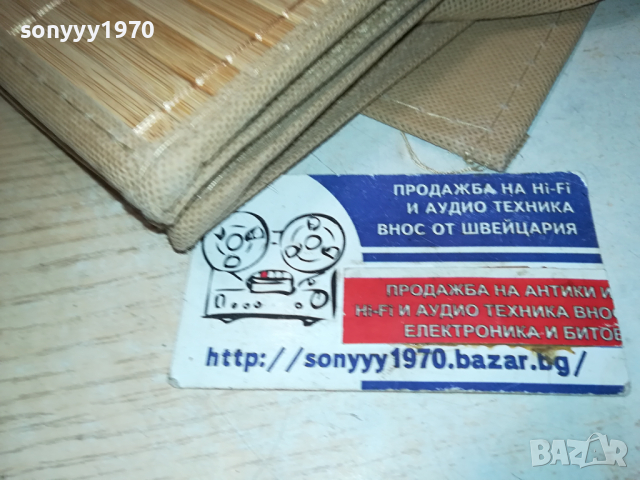 sonyyy1970
ПРОДАЖБА НА Hi-Fi
И АУДИО ТЕХНИКА
ВНОС ОТ ШВЕЙЦАРИЯ
ПРОДАЖБА НА АНТИКИ И
Hi-Fi И АУДИО ТЕХНИКА ВНОС
ЕЛЕКТРОНИКА И БИТОВ
http://sonyyy1970.bazar.bg/
sonyyy1970
BAZAR